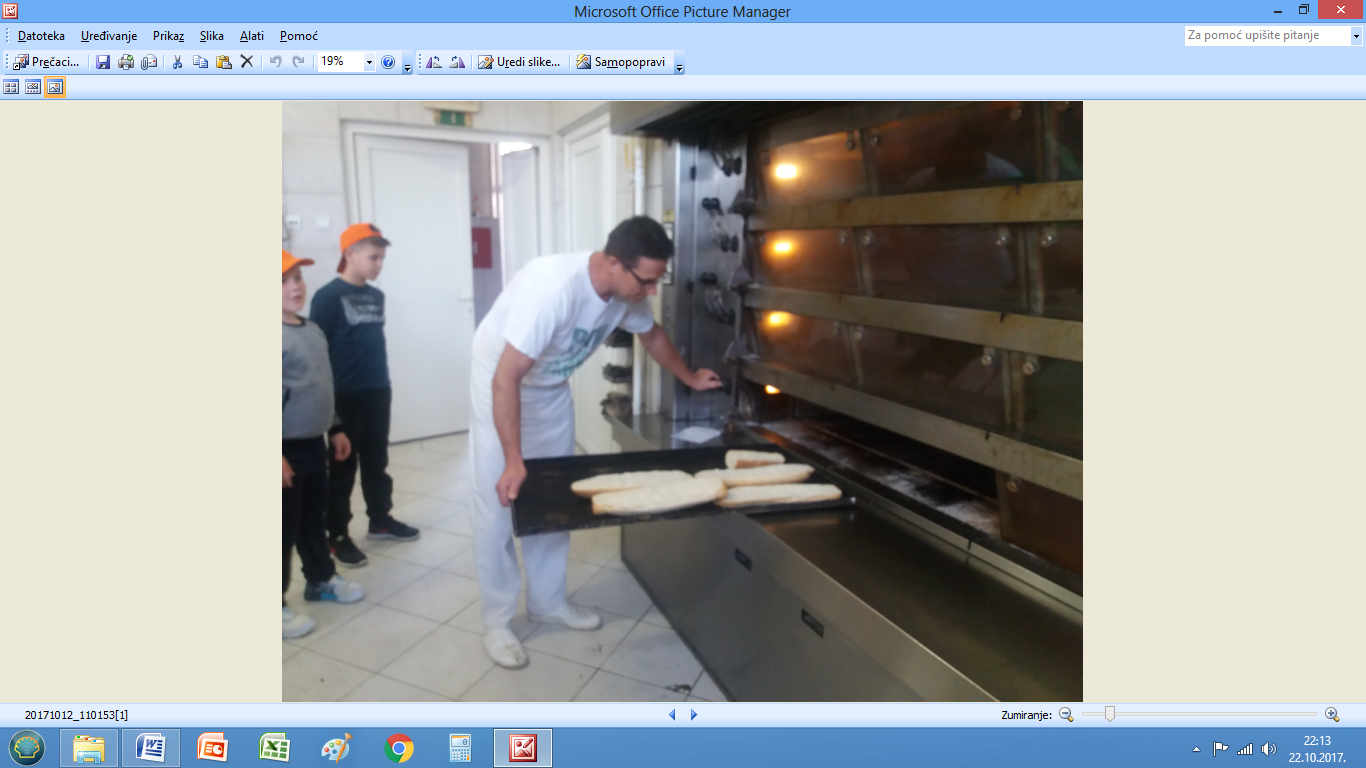 Microsoft Office Picture Manager
Datoteka Uređivanje Prikaz Slika Alati Pomoć
Za pomoć upišite pitanje
Prečaci... 19% Uredi slike... Samopopravi
20171012_110153[1]
Zumiranje:
22:13
22.10.2017.